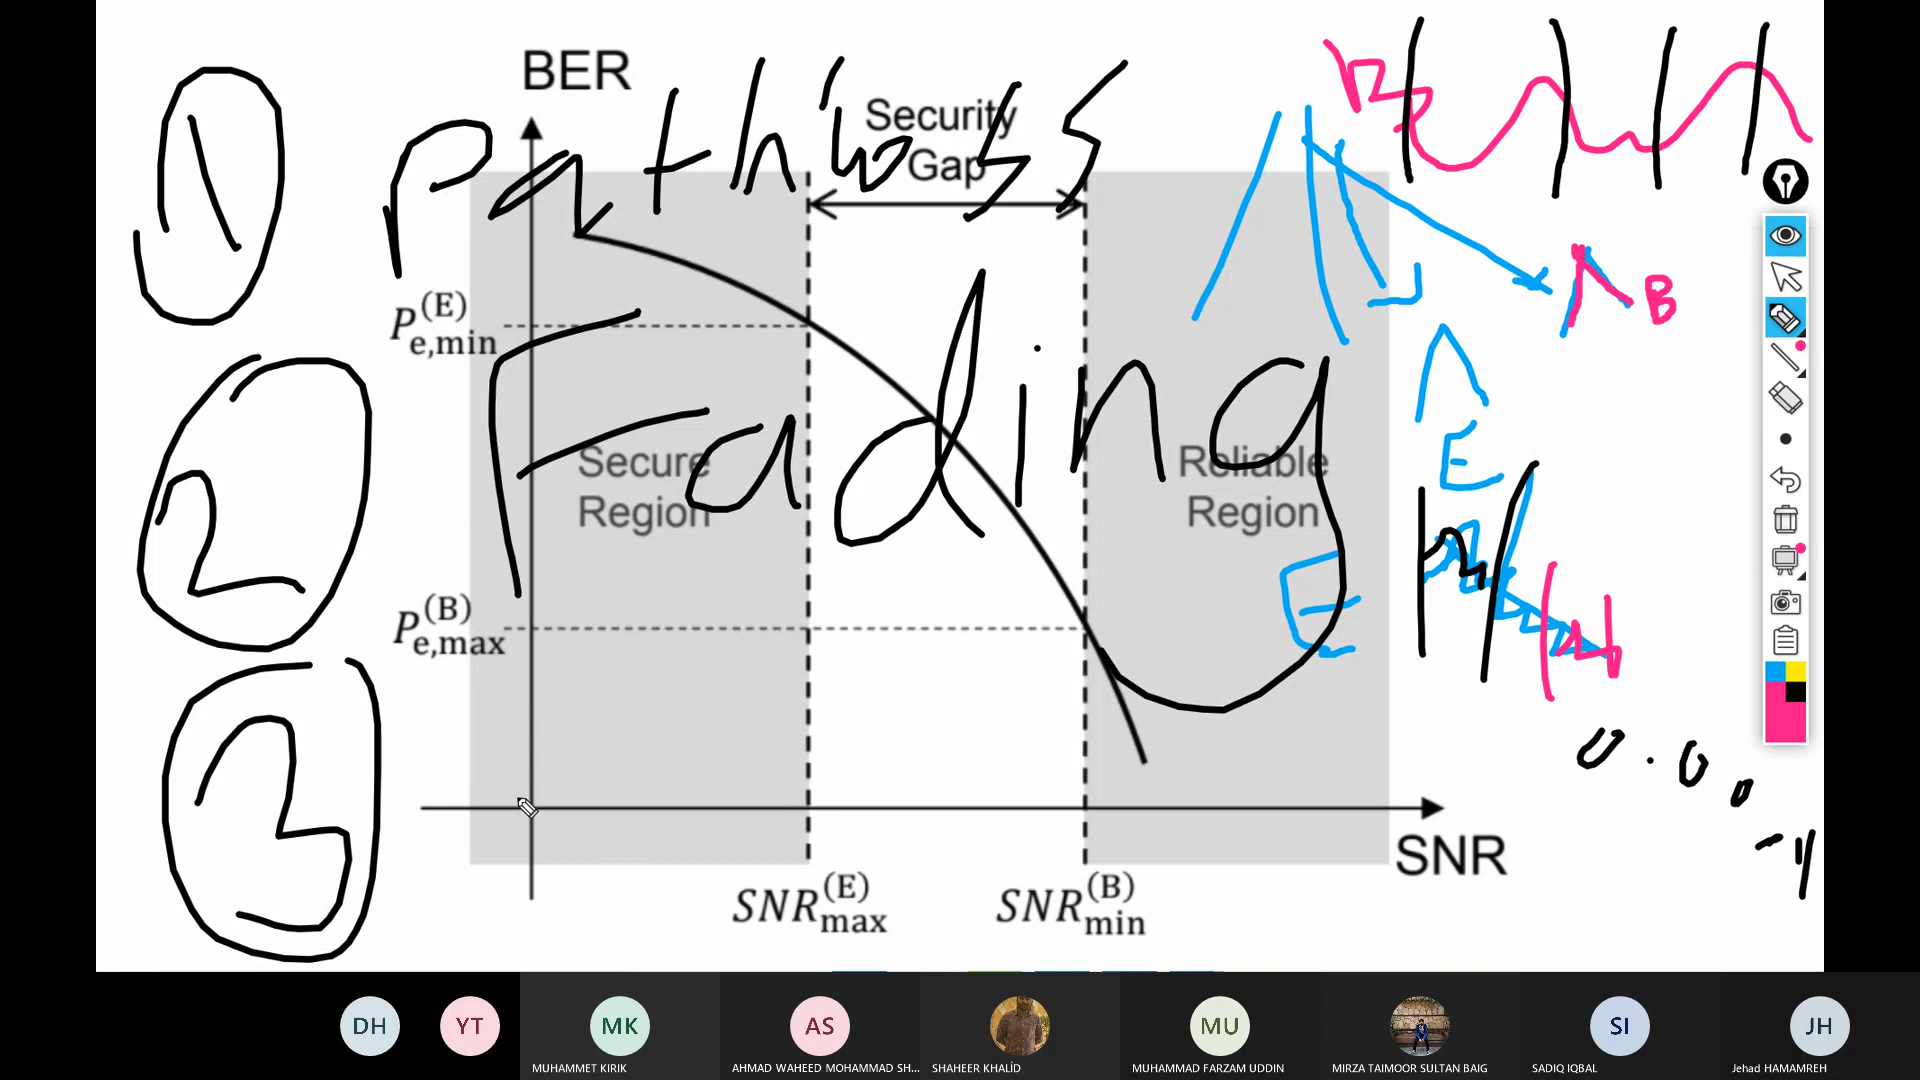 BER
1 Pathloss
Security
Gap
B
P(E)e,min
2 Fading
E
Secure
Region
Reliable
Region
E
P(B)e,max
0.0
3
-4
SNR
SNR(E)max
SNR(B)min
DH
YT
MK
AS
MU
SI
JH
MUHAMMET KIRIK
AHMAD WAHEED MOHAMMAD SH...
SHAHEER KHALİD
MUHAMMAD FARZAM UDDIN
MIRZA TAIMOOR SULTAN BAIG
SADIQ IQBAL
Jehad HAMAMREH